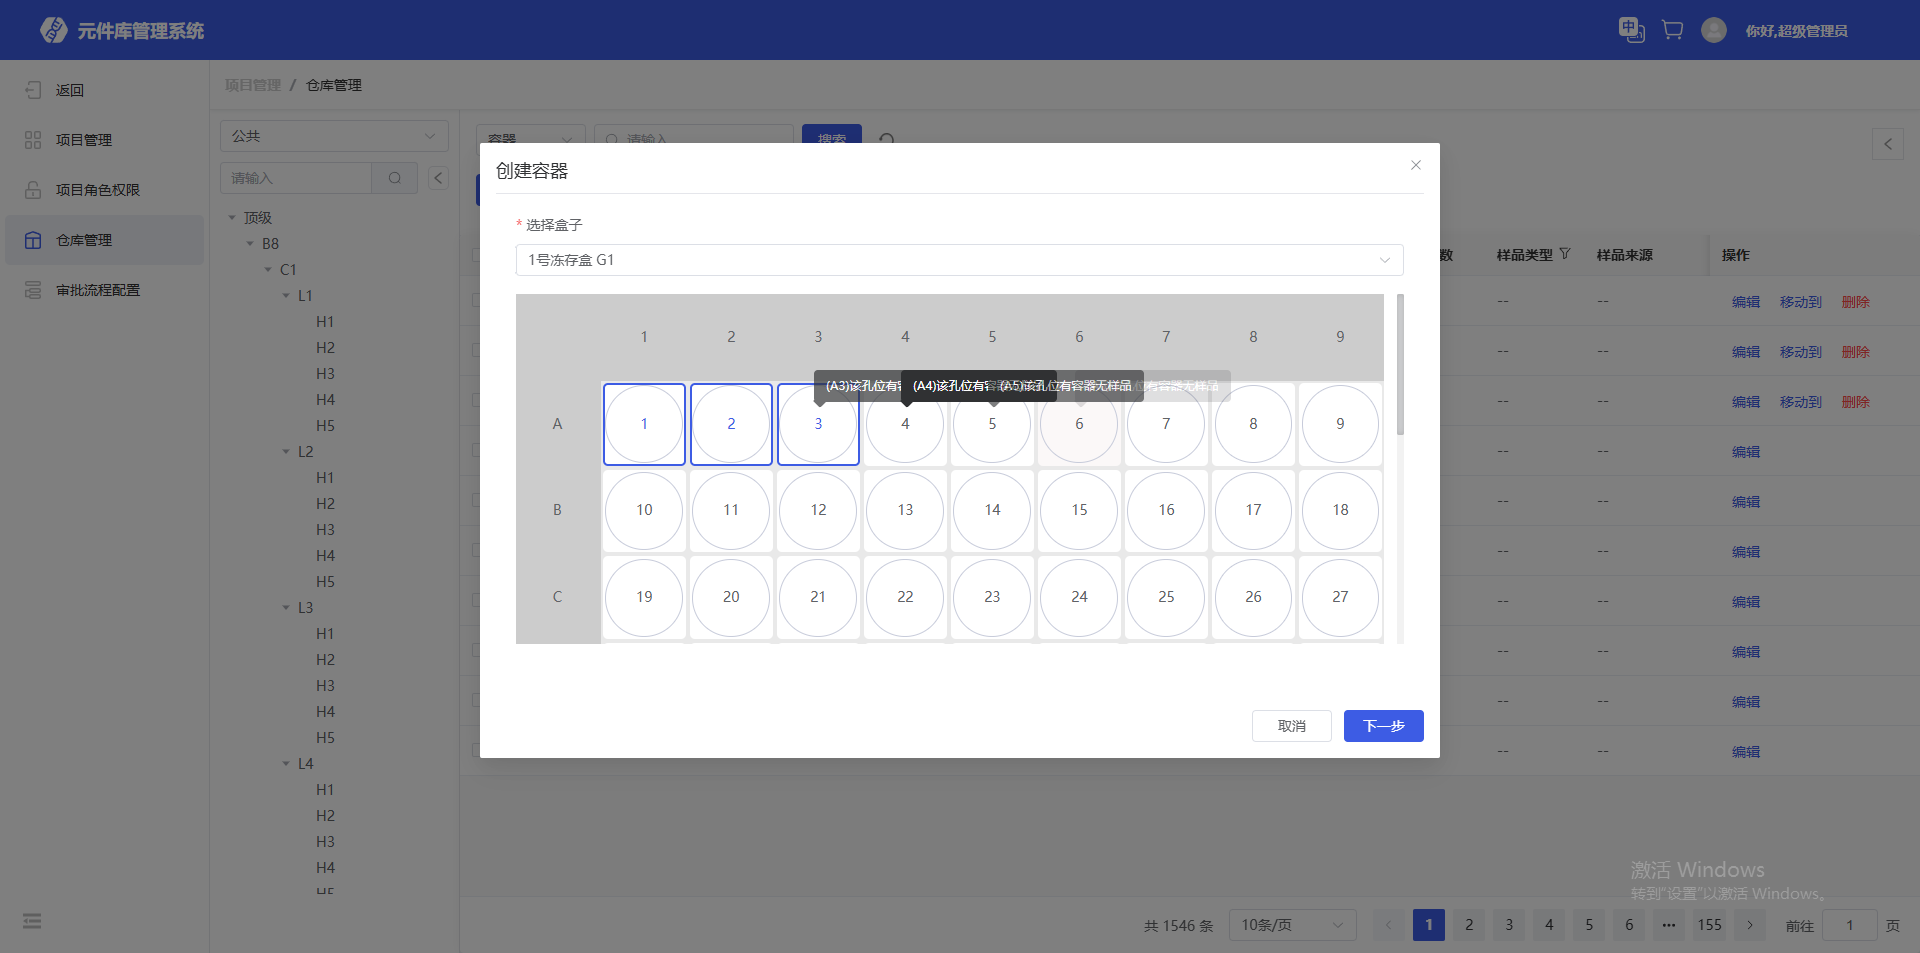 元件库管理系统
你好,超级管理员
返回
项目管理
项目角色权限
仓库管理
审批流程配置
项目管理 / 仓库管理
公共
请输入
顶级
B8
C1
L1
H1
H2
H3
H4
H5
L2
H1
H2
H3
H4
H5
L3
H1
H2
H3
H4
H5
L4
H1
H2
H3
H4
H5
容器
请输入
搜索
数 样品类型 样品来源 操作
-- -- 编辑 移动到 删除
-- -- 编辑 移动到 删除
-- -- 编辑 移动到 删除
-- -- 编辑
-- -- 编辑
-- -- 编辑
-- -- 编辑
-- -- 编辑
-- -- 编辑
-- -- 编辑
创建容器
* 选择盒子
1号冻存盒 G1
1 2 3 4 5 6 7 8 9
(A3)该孔位有 (A4)该孔位有容器 (A5)该孔位有容器无样品 位有容器无样品
A 1 2 3 4 5 6 7 8 9
B 10 11 12 13 14 15 16 17 18
C 19 20 21 22 23 24 25 26 27
取消
下一步
激活 Windows
转到"设置"以激活 Windows。
共 1546 条 10条/页 1 2 3 4 5 6 ••• 155 前往 1 页